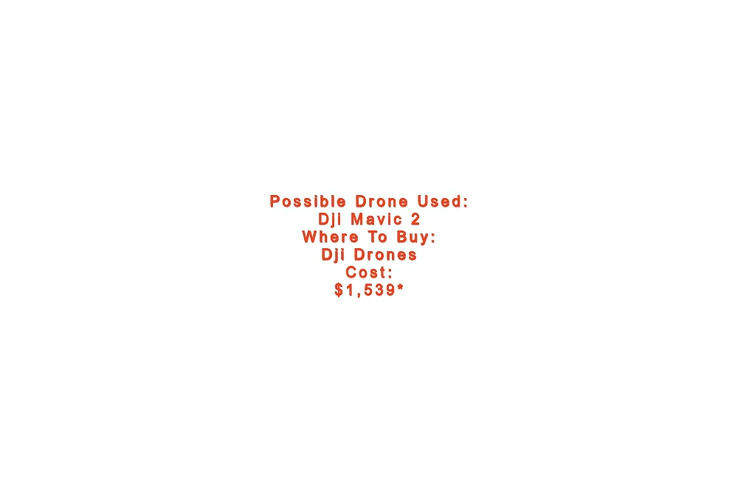 Possible Drone Used:
Dji Mavic 2
Where To Buy:
Dji Drones
Cost:
$1,539*